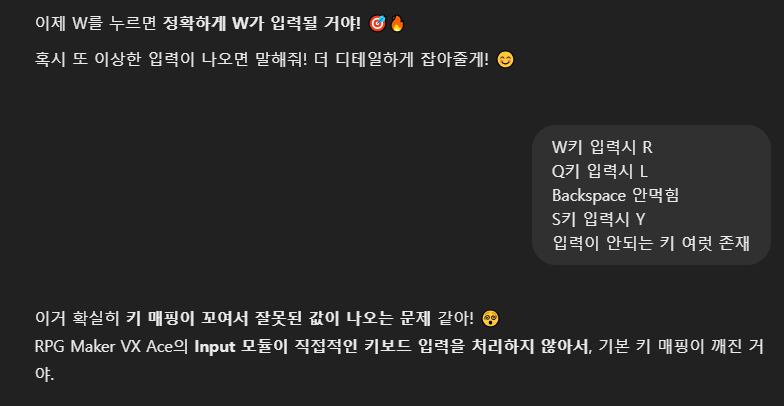 이제 W를 누르면 정확하게 W가 입력될 거야! 🎯🔥
혹시 또 이상한 입력이 나오면 말해줘! 더 디테일하게 잡아줄게! 😊
W키 입력시 R
Q키 입력시 L
Backspace 안먹힘
S키 입력시 Y
입력이 안되는 키 여럿 존재
이거 확실히 키 매핑이 꼬여서 잘못된 값이 나오는 문제 같아! 😵‍💫
RPG Maker VX Ace의 Input 모듈이 직접적인 키보드 입력을 처리하지 않아서, 기본 키 매핑이 깨진 거
야.